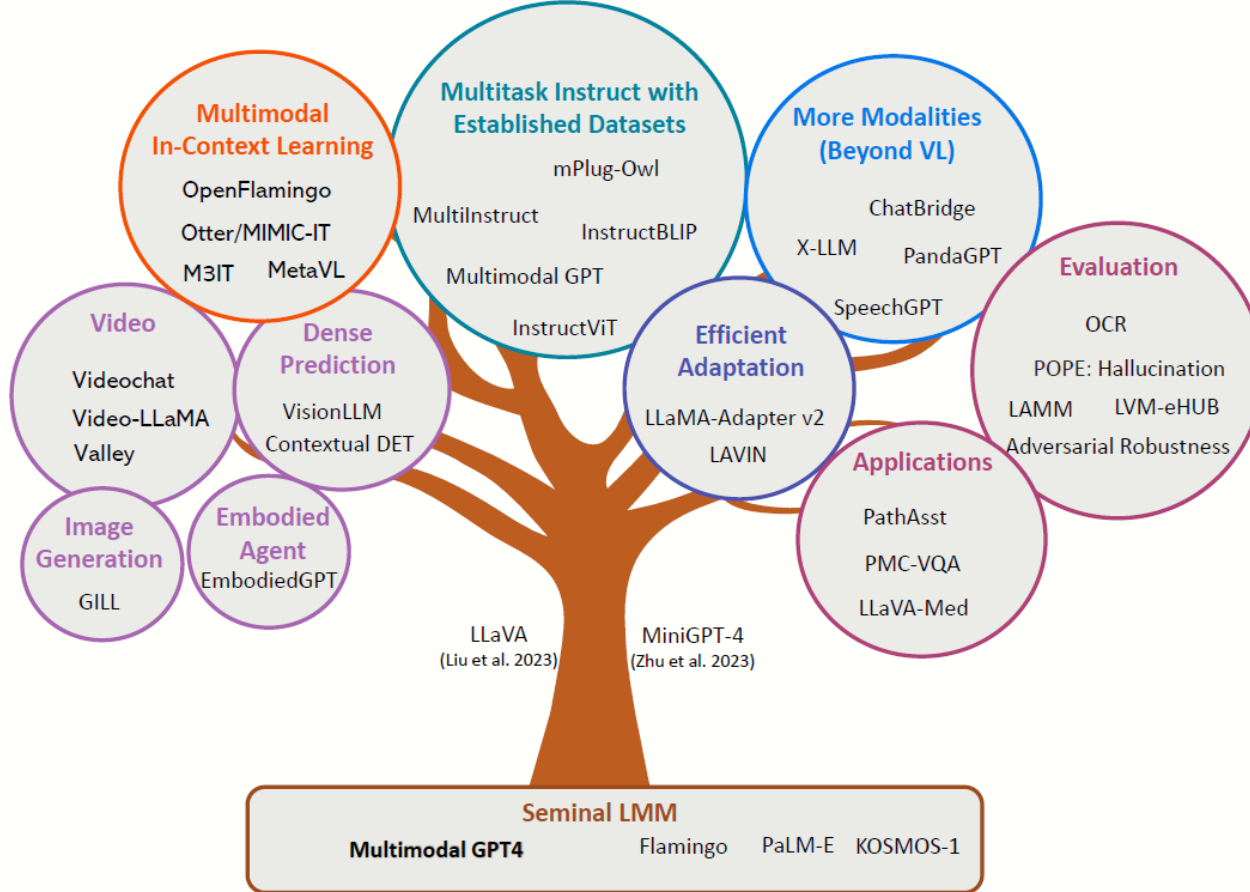 Multimodal
In-Context Learning
OpenFlamingo
Otter/MIMIC-IT
M3IT
MetaVL
Multitask Instruct with
Established Datasets
mPlug-Owl
MultiInstruct
InstructBLIP
Multimodal GPT
InstructViT
More Modalities
(Beyond VL)
ChatBridge
X-LLM
PandaGPT
SpeechGPT
Evaluation
OCR
POPE: Hallucination
LAMM
LVM-eHUB
Adversarial Robustness
Video
Videochat
Video-LLaMA
Valley
Dense
Prediction
VisionLLM
Contextual DET
Efficient
Adaptation
LLaMA-Adapter v2
LAVIN
Applications
PathAsst
PMC-VQA
LLaVA-Med
Image
Generation
GILL
Embodied
Agent
EmbodiedGPT
LLaVA
(Liu et al. 2023)
MiniGPT-4
(Zhu et al. 2023)
Seminal LMM
Multimodal GPT4
Flamingo
PaLM-E
KOSMOS-1